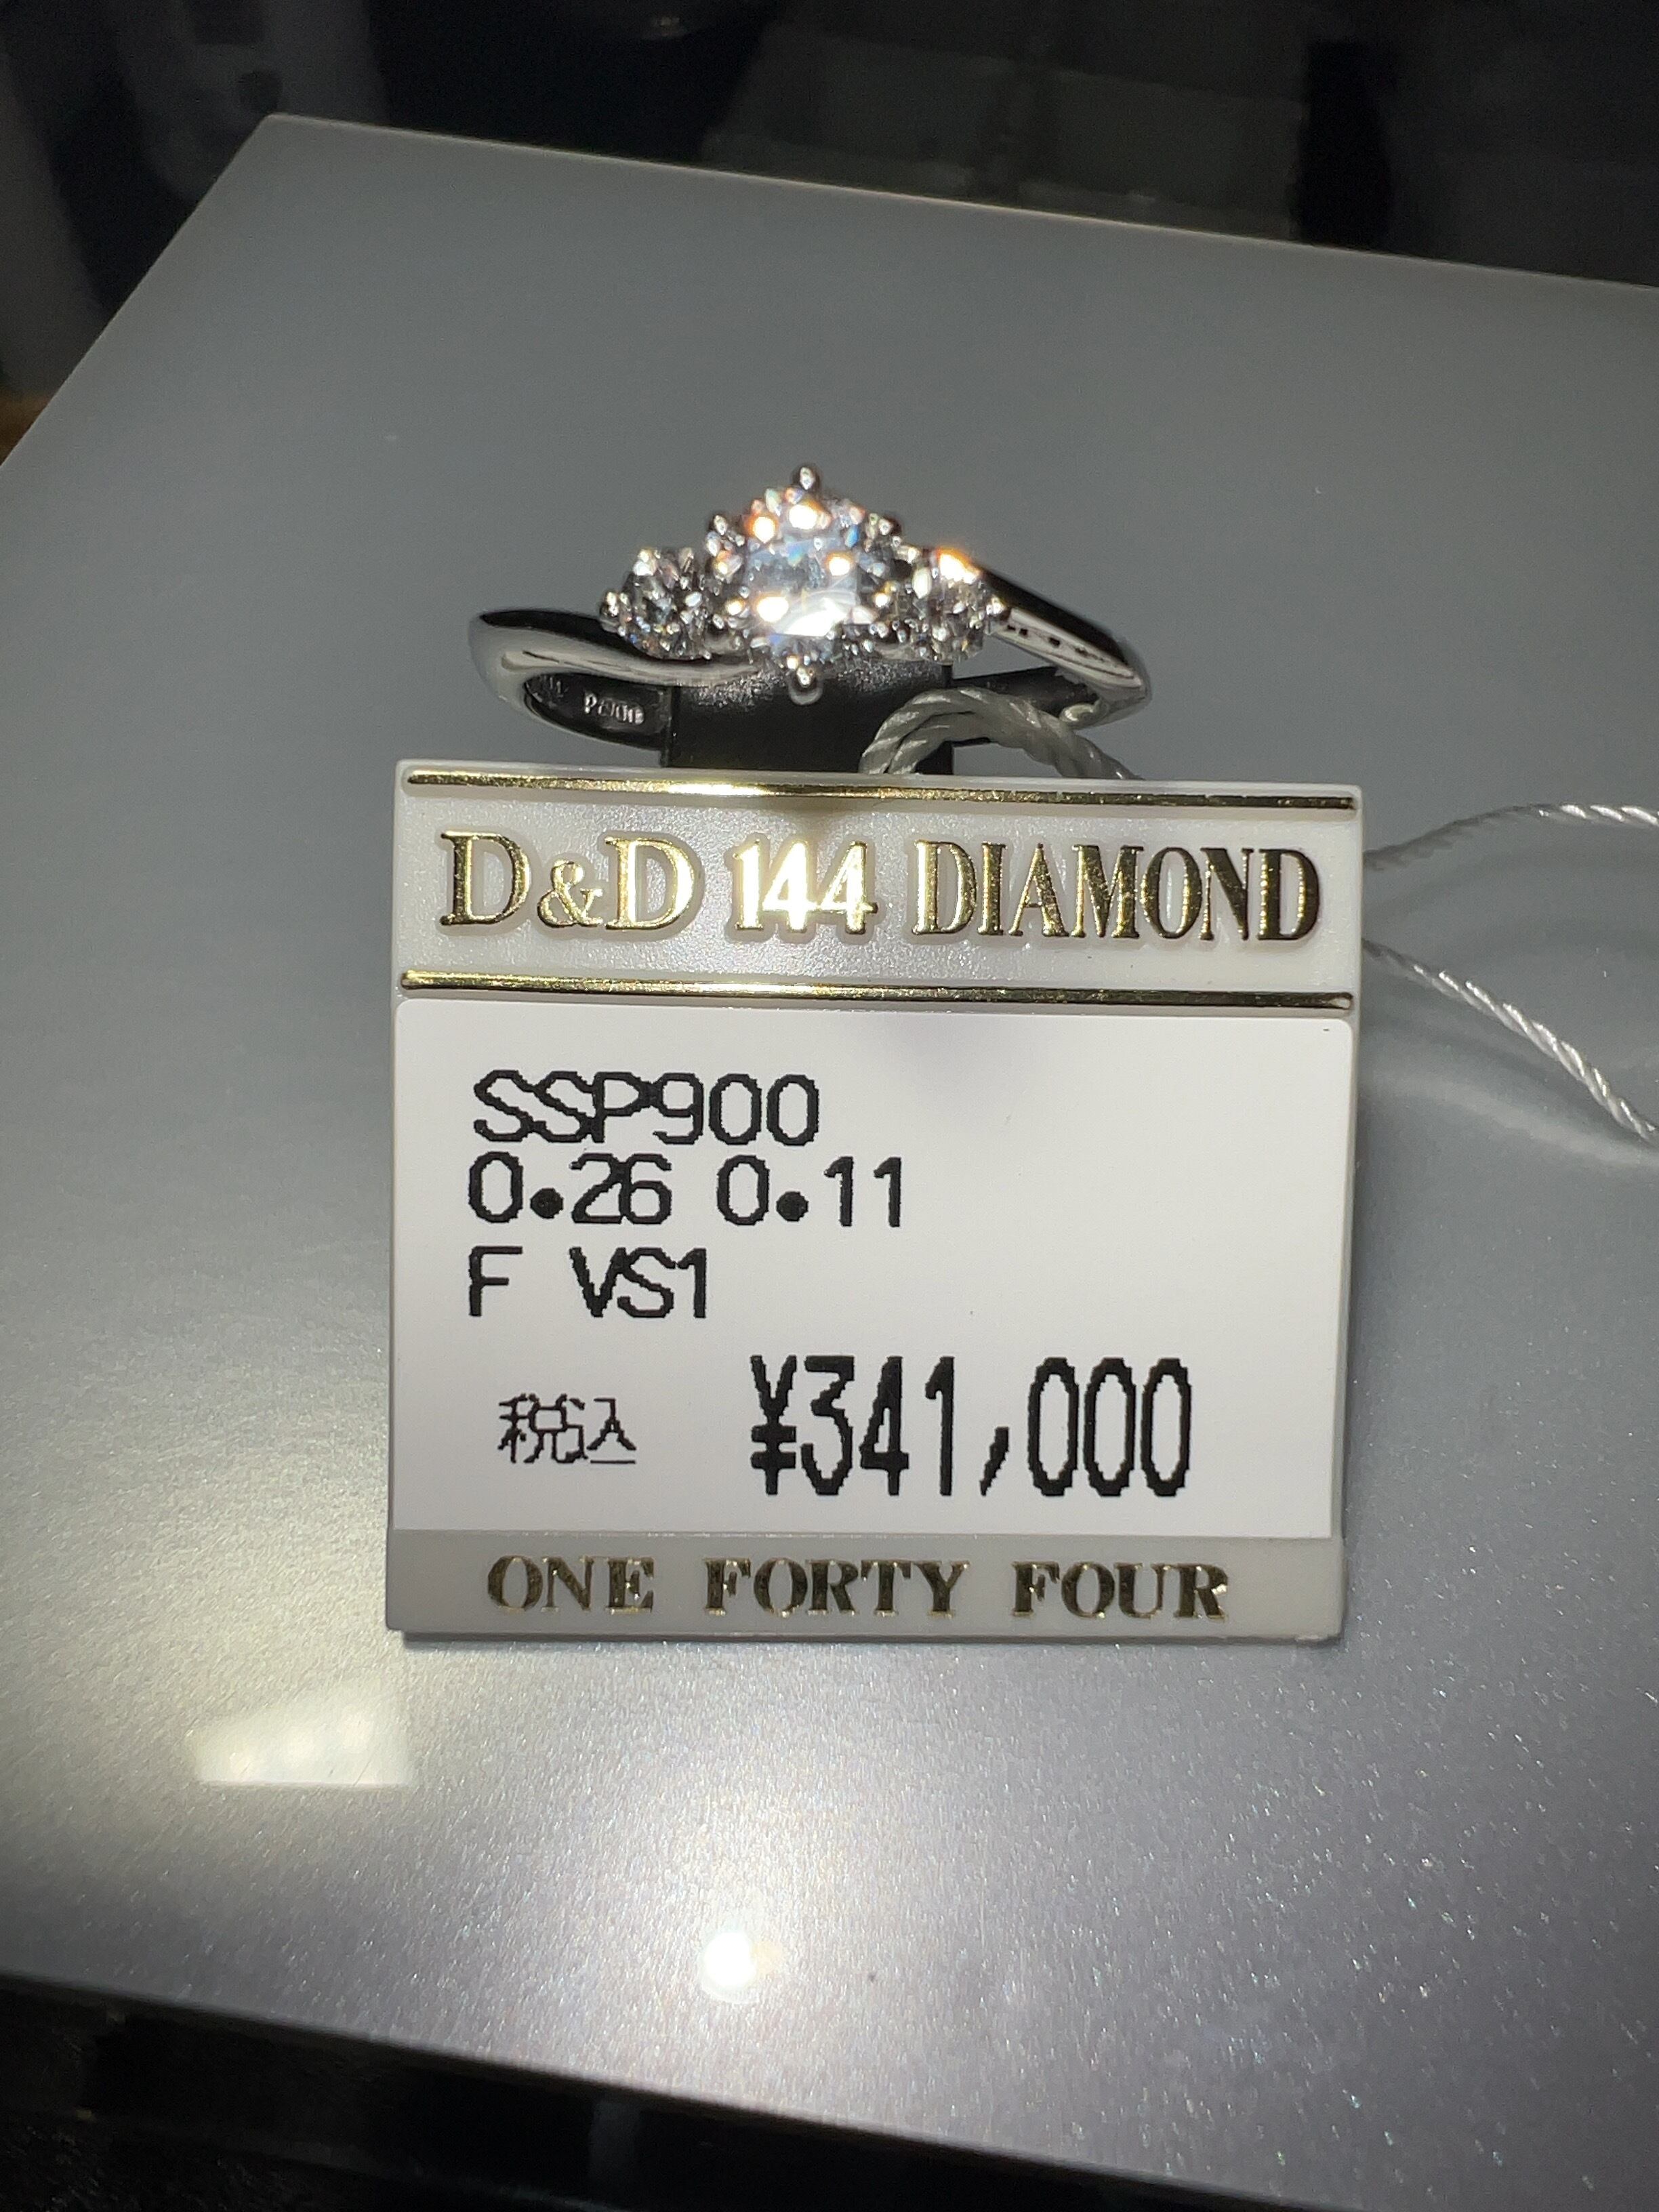 D&D 144 DIAMOND
SSP900
0.26 0.11
F VS1
税込 ¥341,000
ONE FORTY FOUR